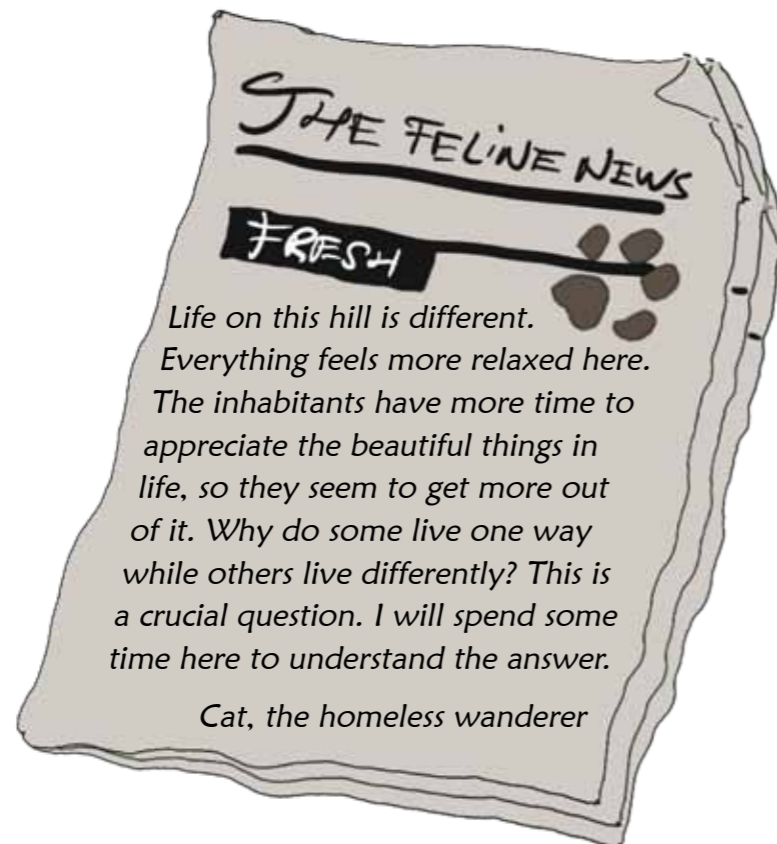 THE FELINE NEWS
FRESH
Life on this hill is different.
Everything feels more relaxed here.
The inhabitants have more time to
appreciate the beautiful things in
life, so they seem to get more out
of it. Why do some live one way
while others live differently? This is
a crucial question. I will spend some
time here to understand the answer.
Cat, the homeless wanderer